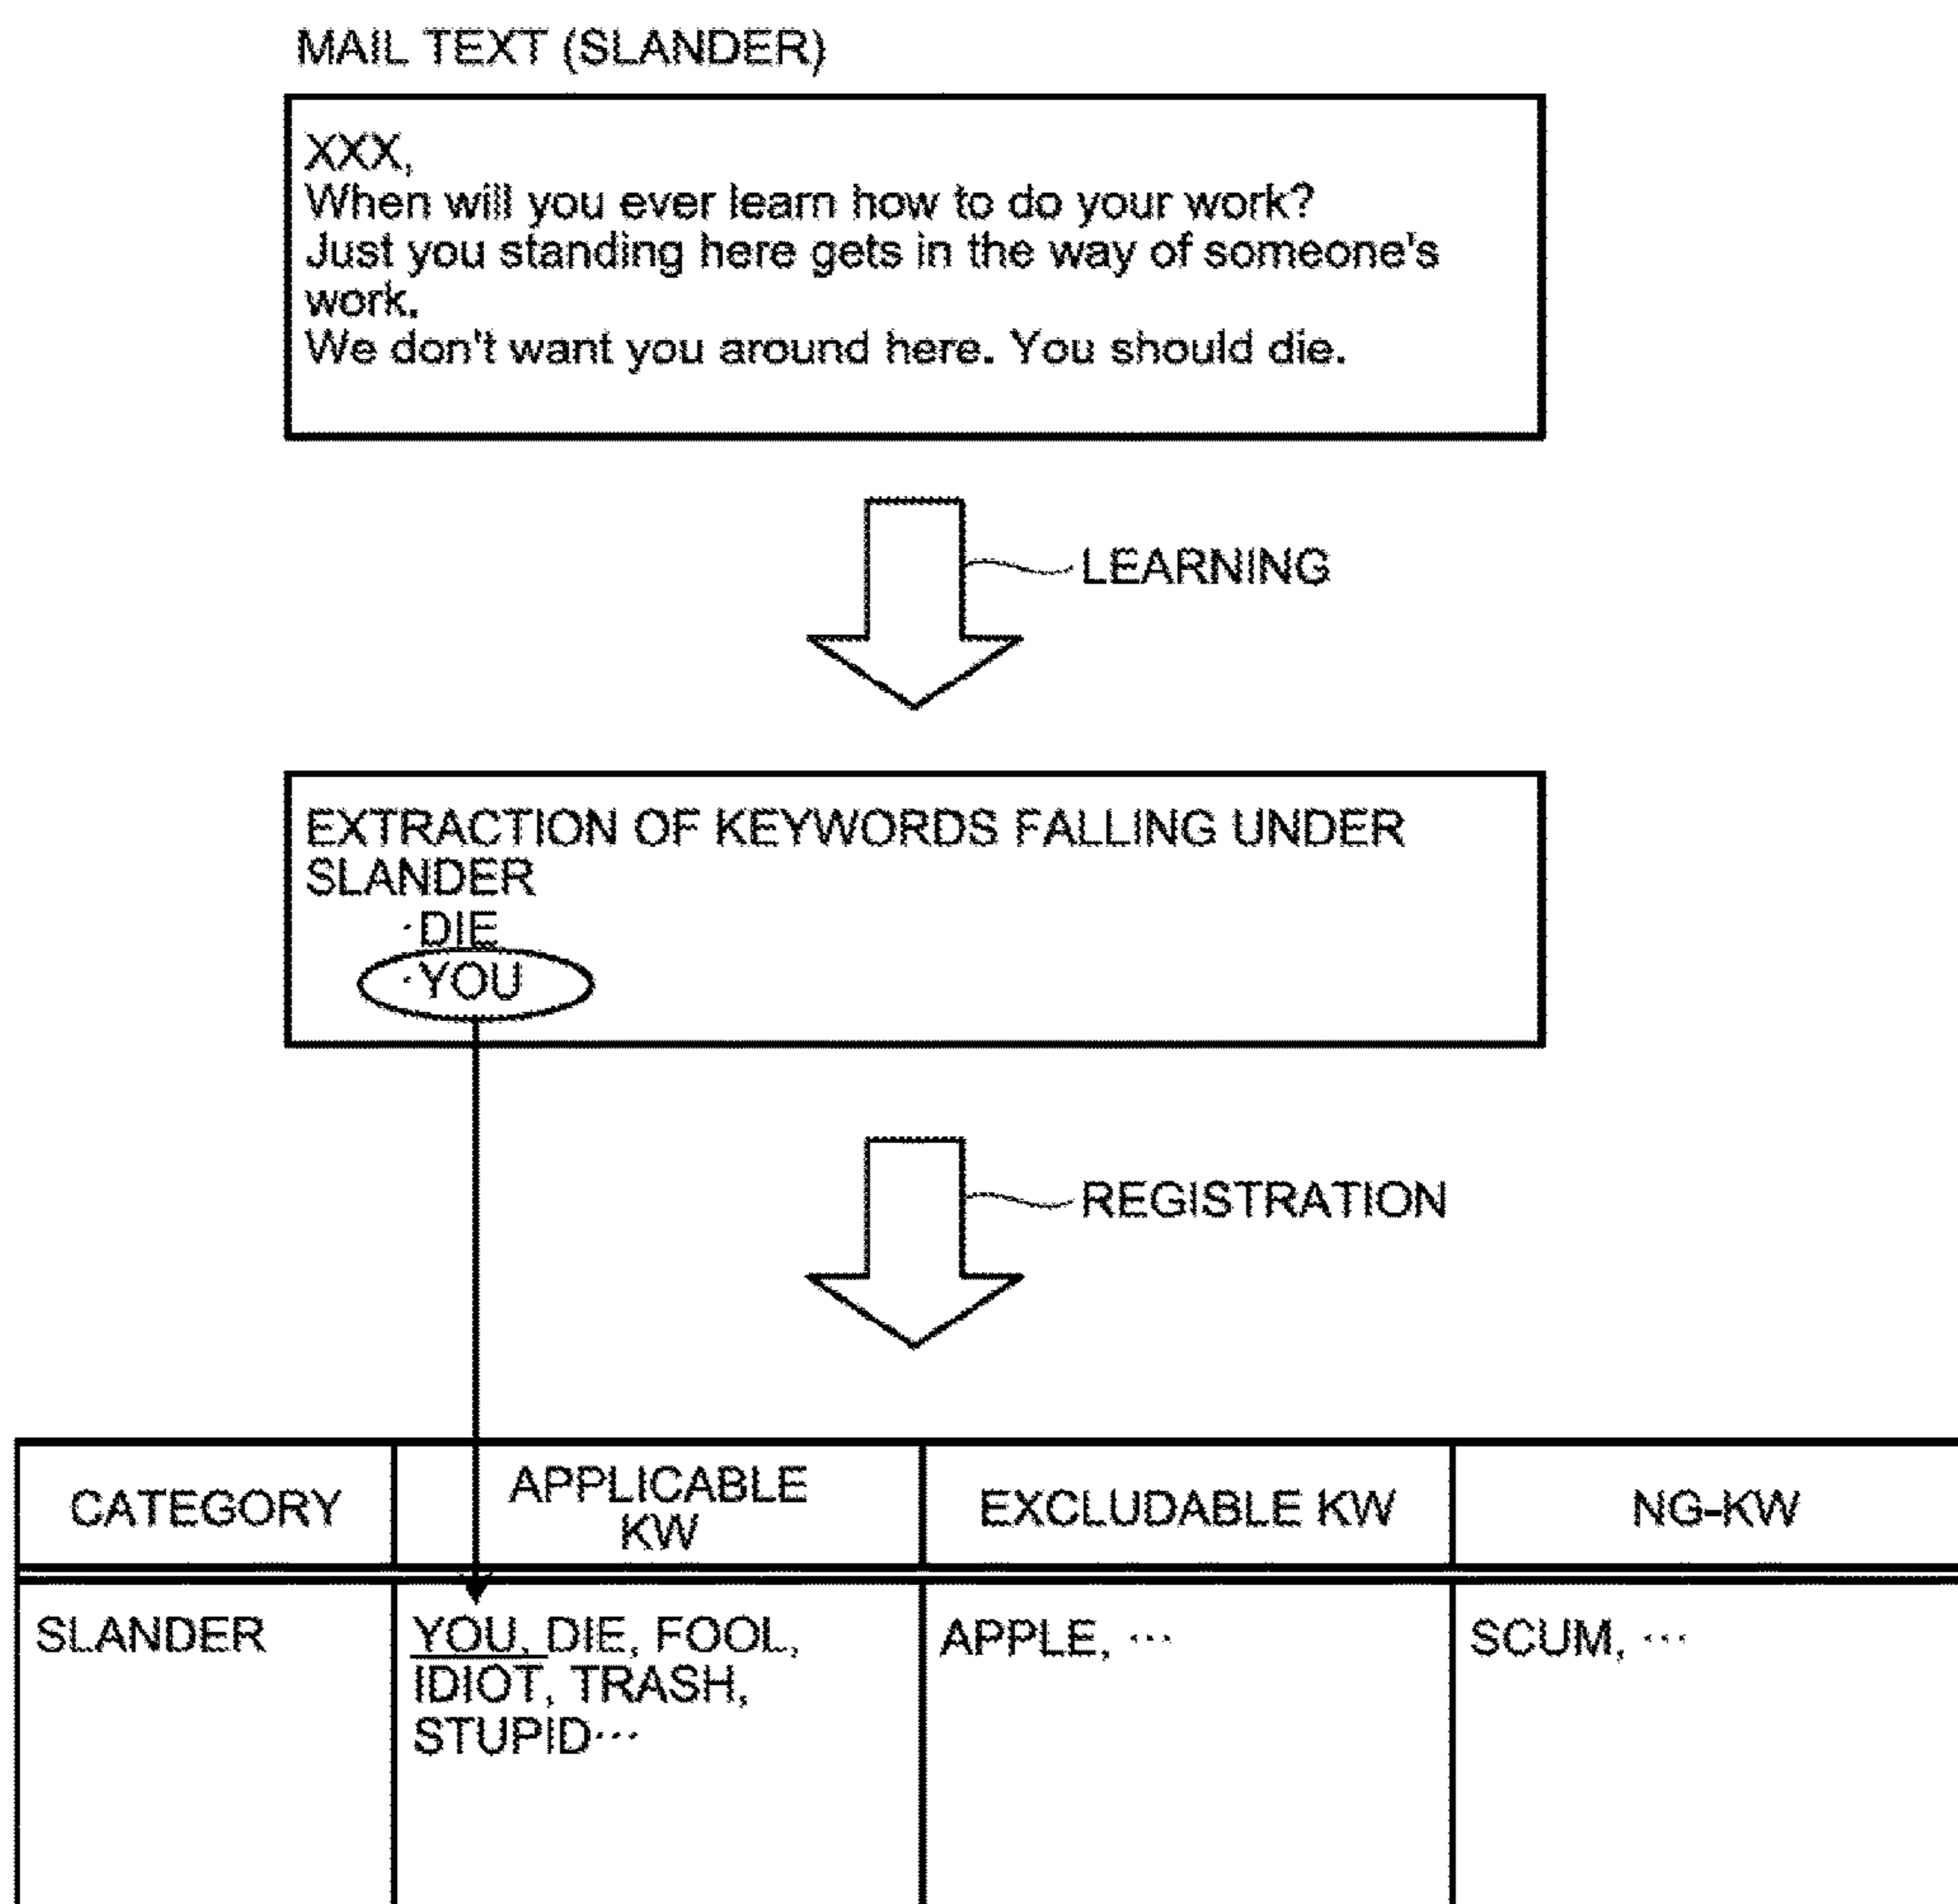 MAIL TEXT (SLANDER)
XXX,
When will you ever learn how to do your work?
Just you standing here gets in the way of someone's
work.
We don't want you around here. You should die.
LEARNING
EXTRACTION OF KEYWORDS FALLING UNDER
SLANDER
·DIE
·YOU
REGISTRATION
CATEGORY
APPLICABLE
KW
EXCLUDABLE KW
NG-KW
SLANDER
YOU, DIE, FOOL,
IDIOT, TRASH,
STUPID···
APPLE, ···
SCUM, ···